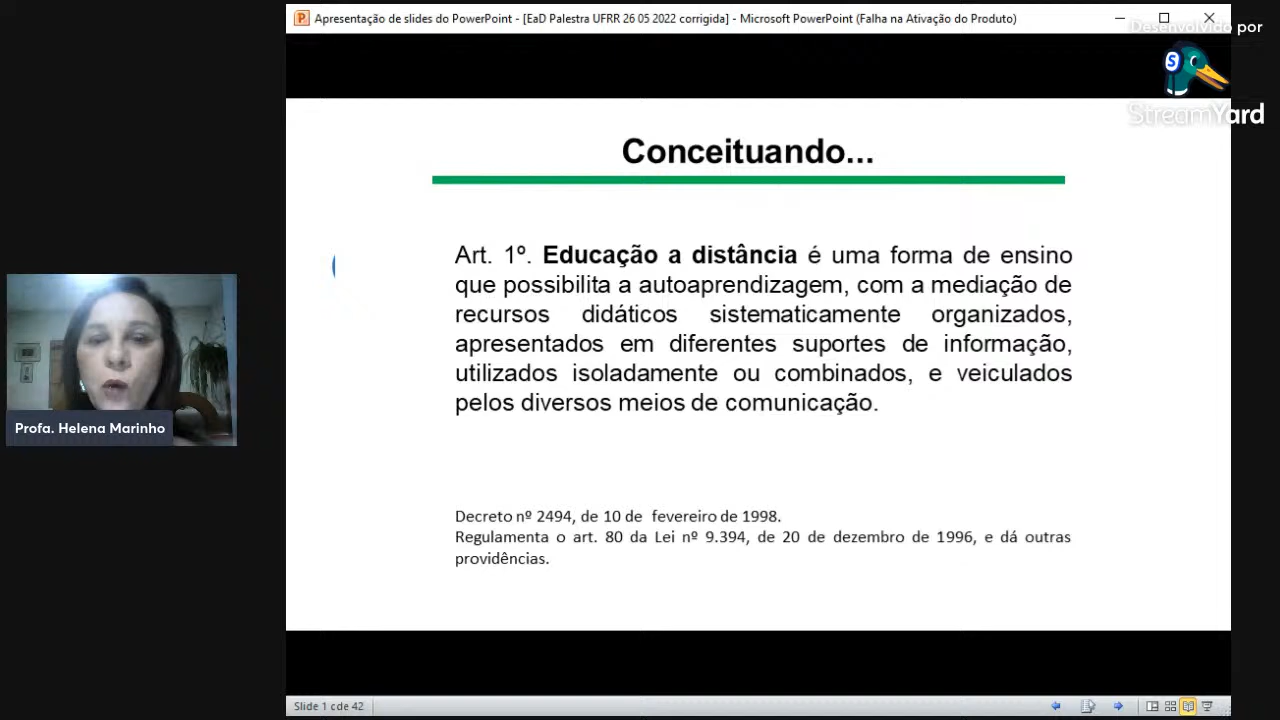 Apresentação de slides do PowerPoint - [EaD Palestra UFRR 26 05 2022 corrigida] - Microsoft PowerPoint (Falha na Ativação do Produto)
Desenvolvido por
StreamYard
Conceituando...
Art. 1º. Educação a distância é uma forma de ensino
que possibilita a autoaprendizagem, com a mediação de
recursos didáticos sistematicamente organizados,
apresentados em diferentes suportes de informação,
utilizados isoladamente ou combinados, e veiculados
pelos diversos meios de comunicação.
Profa. Helena Marinho
Decreto nº 2494, de 10 de fevereiro de 1998.
Regulamenta o art. 80 da Lei nº 9.394, de 20 de dezembro de 1996, e dá outras
providências.
Slide 1 cde 42